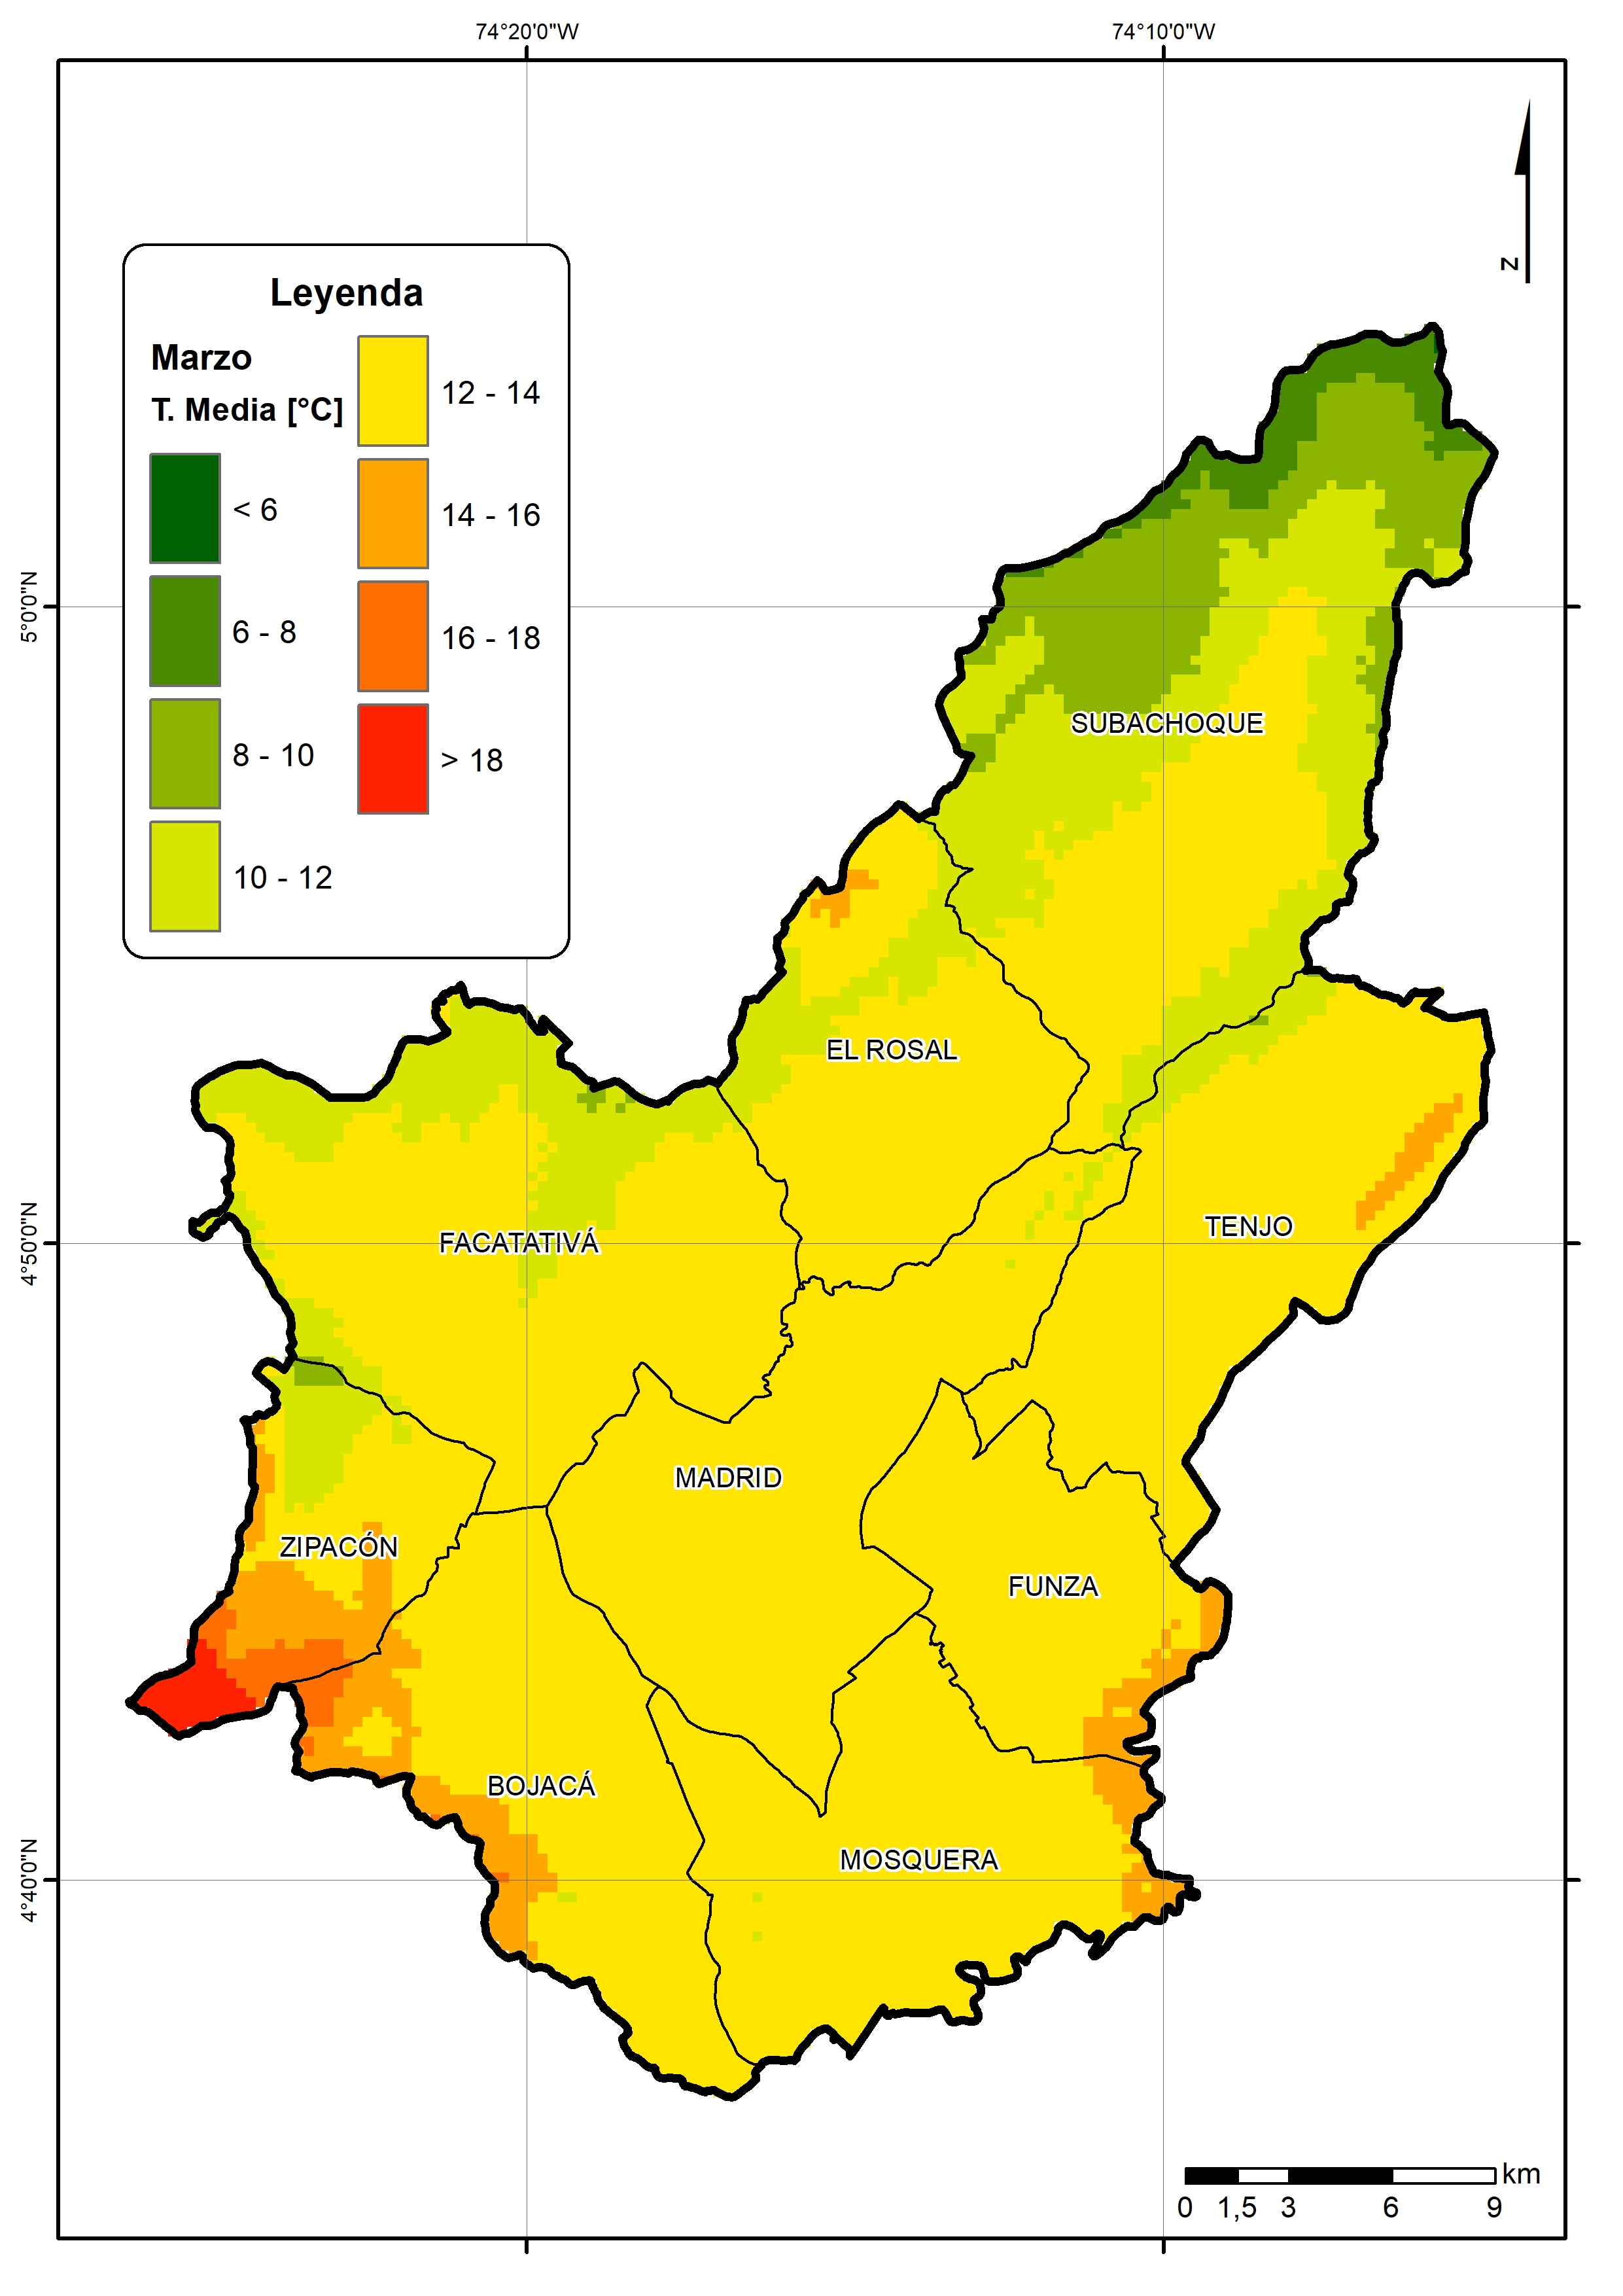 74°20'0"W
74°10'0"W
N
Leyenda
Marzo
T. Media [°C]
< 6
6 - 8
8 - 10
10 - 12
12 - 14
14 - 16
16 - 18
> 18
5°0'0"N
4°50'0"N
4°40'0"N
SUBACHOQUE
EL ROSAL
TENJO
FACATATIVÁ
MADRID
ZIPACÓN
FUNZA
BOJACÁ
MOSQUERA
km
0 1,5 3 6 9